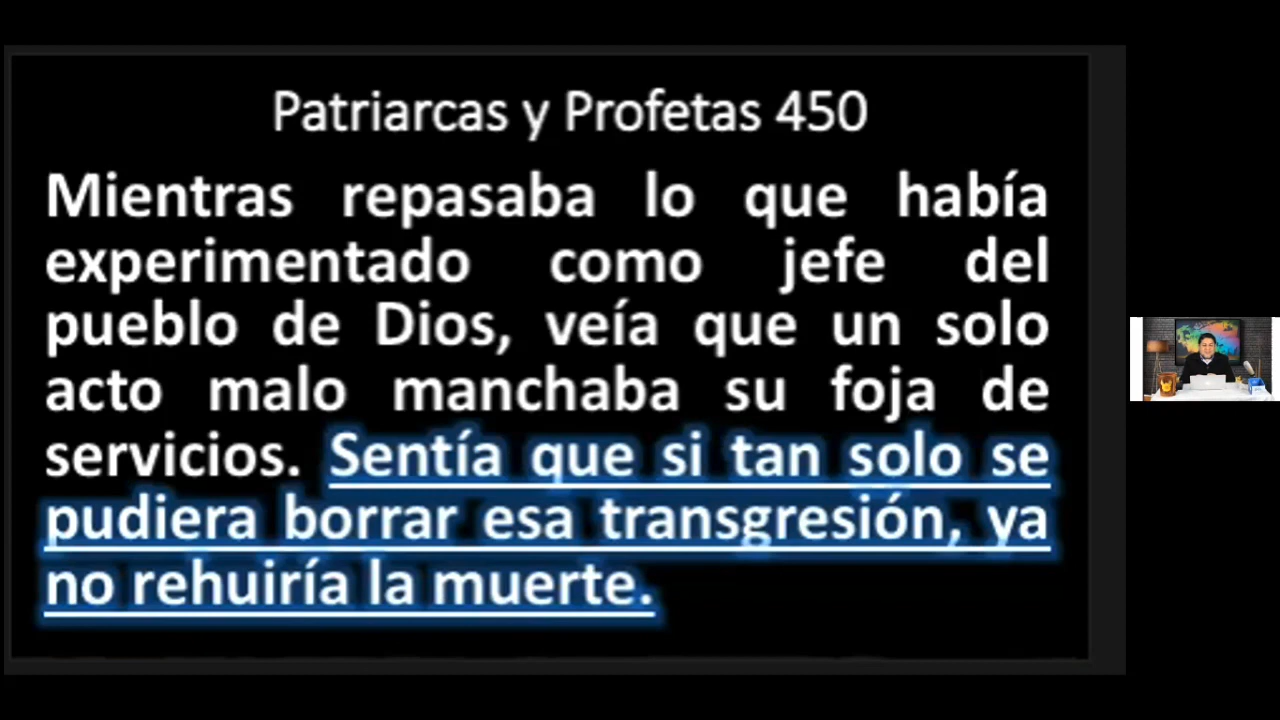 Patriarcas y Profetas 450
Mientras repasaba lo que había
experimentado como jefe del
pueblo de Dios, veía que un solo
acto malo manchaba su foja de
servicios. Sentía que si tan solo se
pudiera borrar esa transgresión, ya
no rehuiría la muerte.